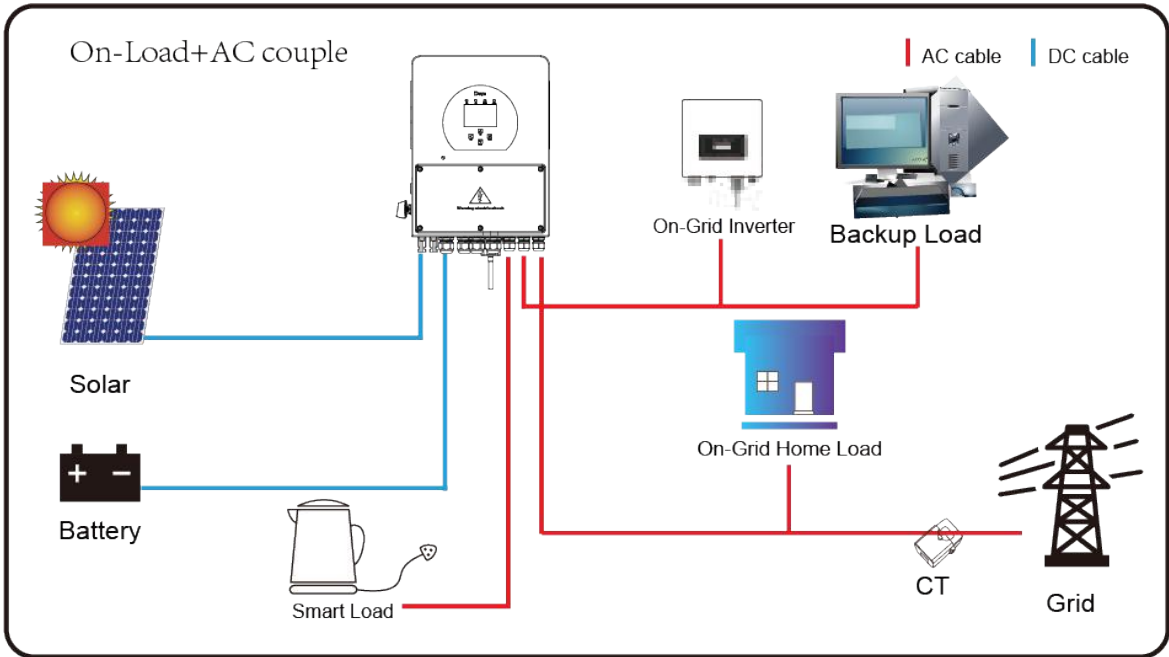 On-Load+AC couple
AC cable
DC cable
On-Grid Inverter
Backup Load
Solar
On-Grid Home Load
Battery
Smart Load
CT
Grid